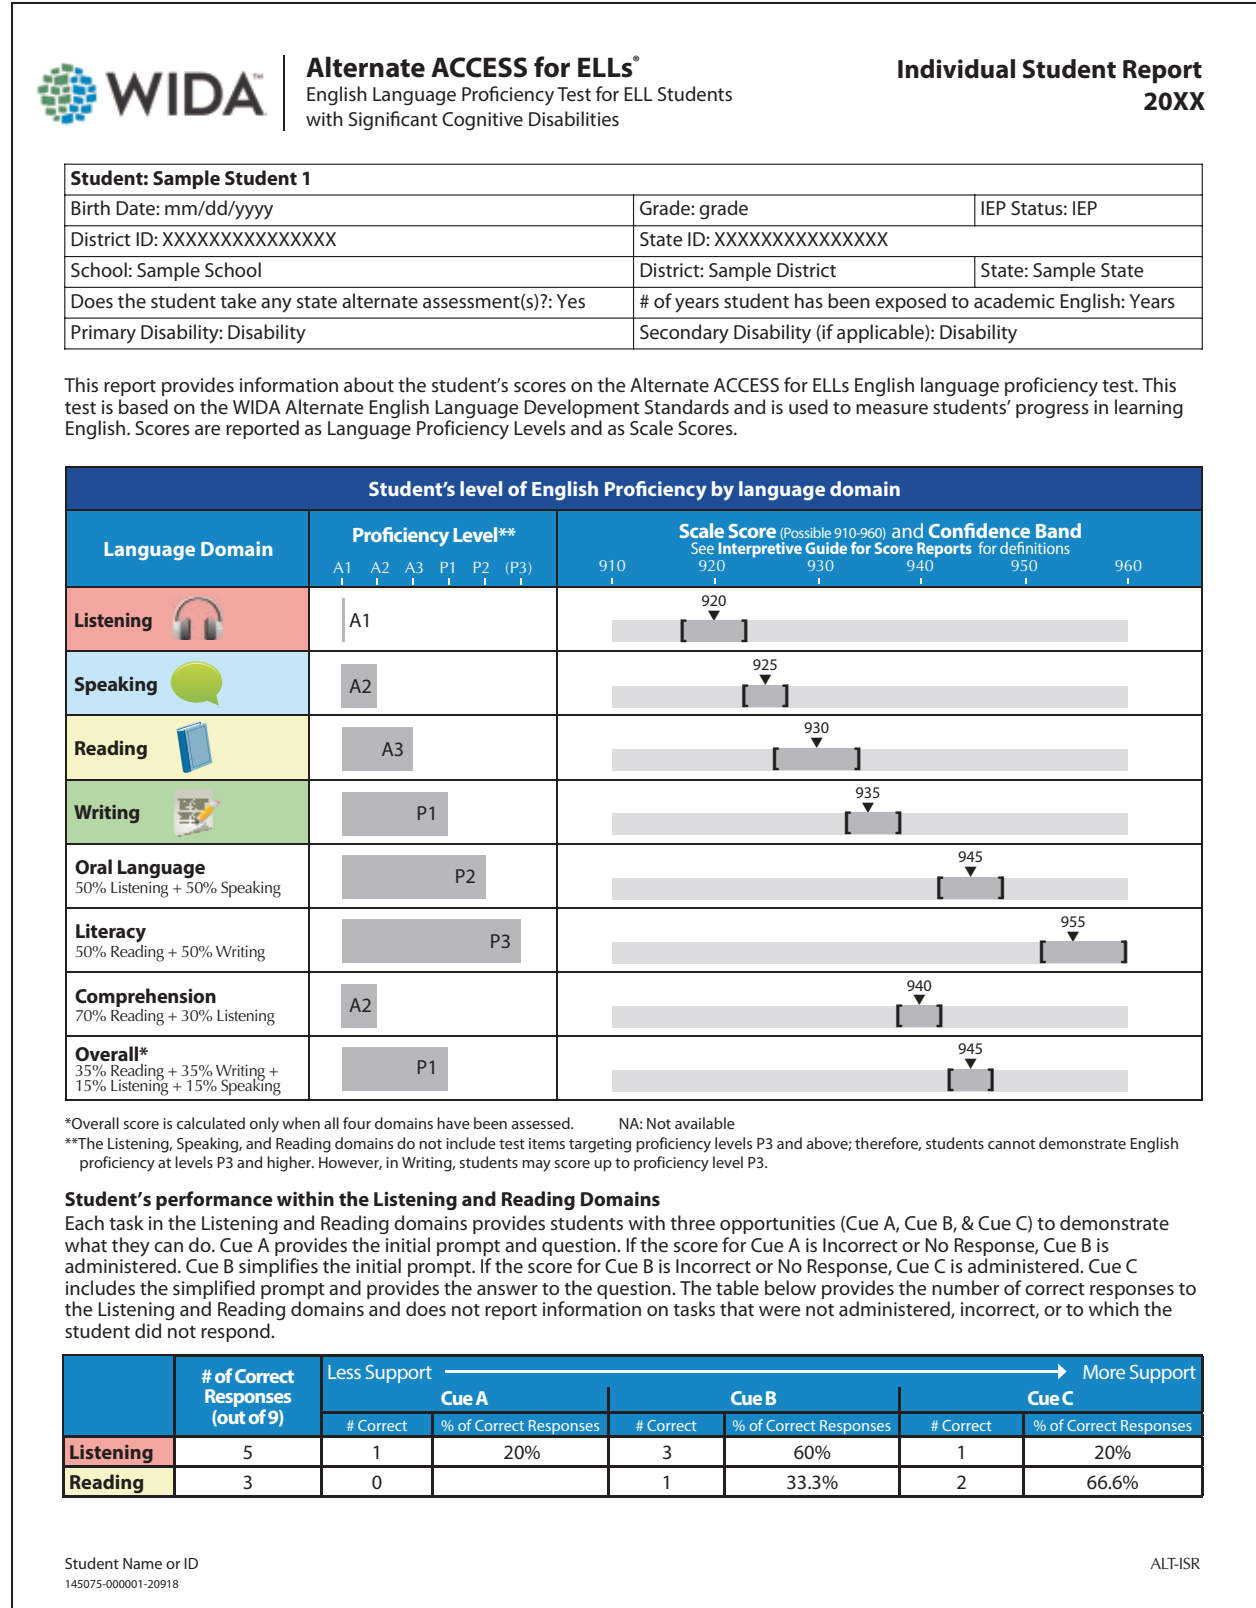 WIDA™
Alternate ACCESS for ELLs®
English Language Proficiency Test for ELL Students
with Significant Cognitive Disabilities
Individual Student Report
20XX
Student: Sample Student 1
Birth Date: mm/dd/yyyy Grade: grade IEP Status: IEP
District ID: XXXXXXXXXXXXXXX State ID: XXXXXXXXXXXXXXX
School: Sample School District: Sample District State: Sample State
Does the student take any state alternate assessment(s)?: Yes # of years student has been exposed to academic English: Years
Primary Disability: Disability Secondary Disability (if applicable): Disability
This report provides information about the student's scores on the Alternate ACCESS for ELLs English language proficiency test. This
test is based on the WIDA Alternate English Language Development Standards and is used to measure students' progress in learning
English. Scores are reported as Language Proficiency Levels and as Scale Scores.
Student's level of English Proficiency by language domain
Language Domain
Proficiency Level**
A1 A2 A3 P1 P2 (P3)
Scale Score (Possible 910-960) and Confidence Band
See Interpretive Guide for Score Reports for definitions
910 920 930 940 950 960
Listening A1 920
Speaking A2 925
Reading A3 930
Writing P1 935
Oral Language
50% Listening + 50% Speaking
P2 945
Literacy
50% Reading + 50% Writing
P3 955
Comprehension
70% Reading + 30% Listening
A2 940
Overall*
35% Reading + 35% Writing +
15% Listening + 15% Speaking
P1 945
*Overall score is calculated only when all four domains have been assessed. NA: Not available
**The Listening, Speaking, and Reading domains do not include test items targeting proficiency levels P3 and above; therefore, students cannot demonstrate English
proficiency at levels P3 and higher. However, in Writing, students may score up to proficiency level P3.
Student's performance within the Listening and Reading Domains
Each task in the Listening and Reading domains provides students with three opportunities (Cue A, Cue B, & Cue C) to demonstrate
what they can do. Cue A provides the initial prompt and question. If the score for Cue A is Incorrect or No Response, Cue B is
administered. Cue B simplifies the initial prompt. If the score for Cue B is Incorrect or No Response, Cue C is administered. Cue C
includes the simplified prompt and provides the answer to the question. The table below provides the number of correct responses to
the Listening and Reading domains and does not report information on tasks that were not administered, incorrect, or to which the
student did not respond.
# of Correct
Responses
(out of 9)
Less Support More Support
Cue A Cue B Cue C
# Correct % of Correct Responses # Correct % of Correct Responses # Correct % of Correct Responses
Listening 5 1 20% 3 60% 1 20%
Reading 3 0 1 33.3% 2 66.6%
Student Name or ID
145075-000001-20918
ALT-ISR